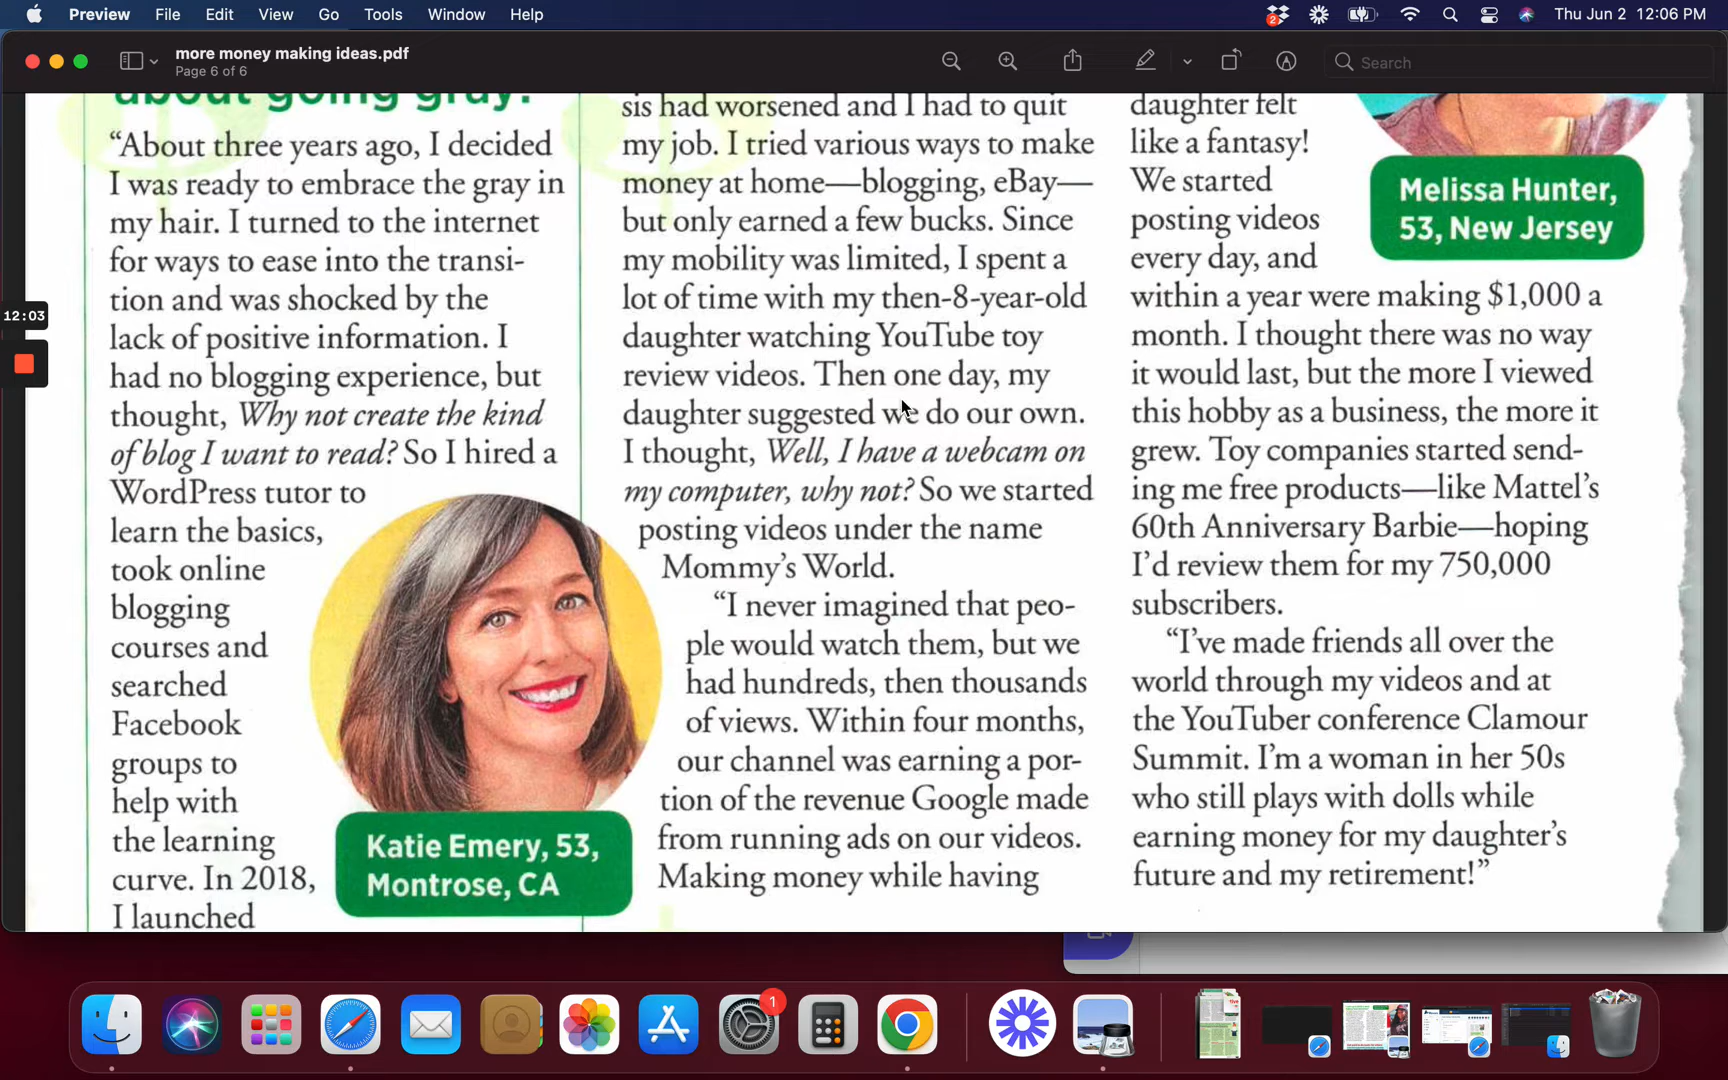 Preview File Edit View Go Tools Window Help
2
Thu Jun 2 12:06 PM
more money making ideas.pdf
Page 6 of 6
Search
12:03
about going gray.
“About three years ago, I decided
I was ready to embrace the gray in
my hair. I turned to the internet
for ways to ease into the transi-
tion and was shocked by the
lack of positive information. I
had no blogging experience, but
thought, Why not create the kind
of blog I want to read? So I hired a
WordPress tutor to
learn the basics,
took online
blogging
courses and
searched
Facebook
groups to
help with
the learning
curve. In 2018,
I launched
Katie Emery, 53,
Montrose, CA
sis had worsened and I had to quit
my job. I tried various ways to make
money at home—blogging, eBay—
but only earned a few bucks. Since
my mobility was limited, I spent a
lot of time with my then-8-year-old
daughter watching YouTube toy
review videos. Then one day, my
daughter suggested we do our own.
I thought, Well, I have a webcam on
my computer, why not? So we started
posting videos under the name
Mommy’s World.
“I never imagined that peo-
ple would watch them, but we
had hundreds, then thousands
of views. Within four months,
our channel was earning a por-
tion of the revenue Google made
from running ads on our videos.
Making money while having
daughter felt
like a fantasy!
We started
posting videos
every day, and
within a year were making $1,000 a
month. I thought there was no way
it would last, but the more I viewed
this hobby as a business, the more it
grew. Toy companies started send-
ing me free products—like Mattel’s
60th Anniversary Barbie—hoping
I’d review them for my 750,000
subscribers.
“I’ve made friends all over the
world through my videos and at
the YouTuber conference Clamour
Summit. I’m a woman in her 50s
who still plays with dolls while
earning money for my daughter’s
future and my retirement!”
Melissa Hunter,
53, New Jersey
1